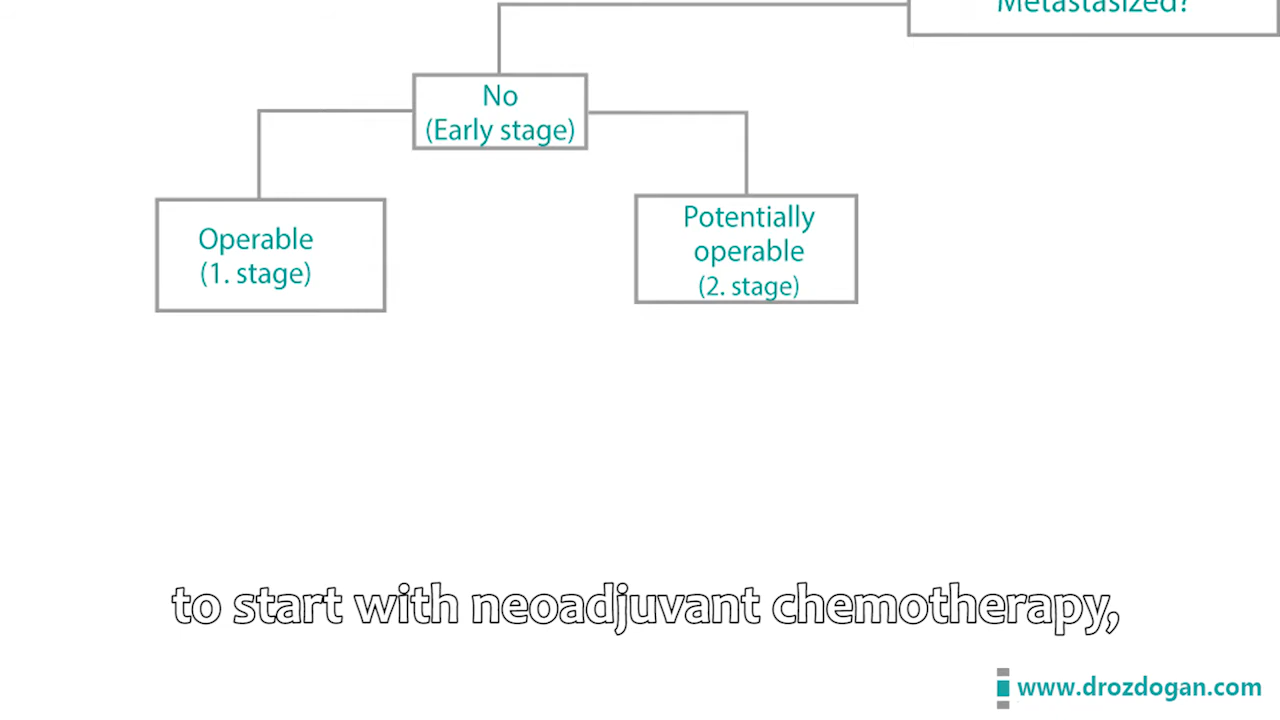 Metastasized?
No
(Early stage)
Operable
(1. stage)
Potentially
operable
(2. stage)
to start with neoadjuvant chemotherapy,
www.drozdogan.com